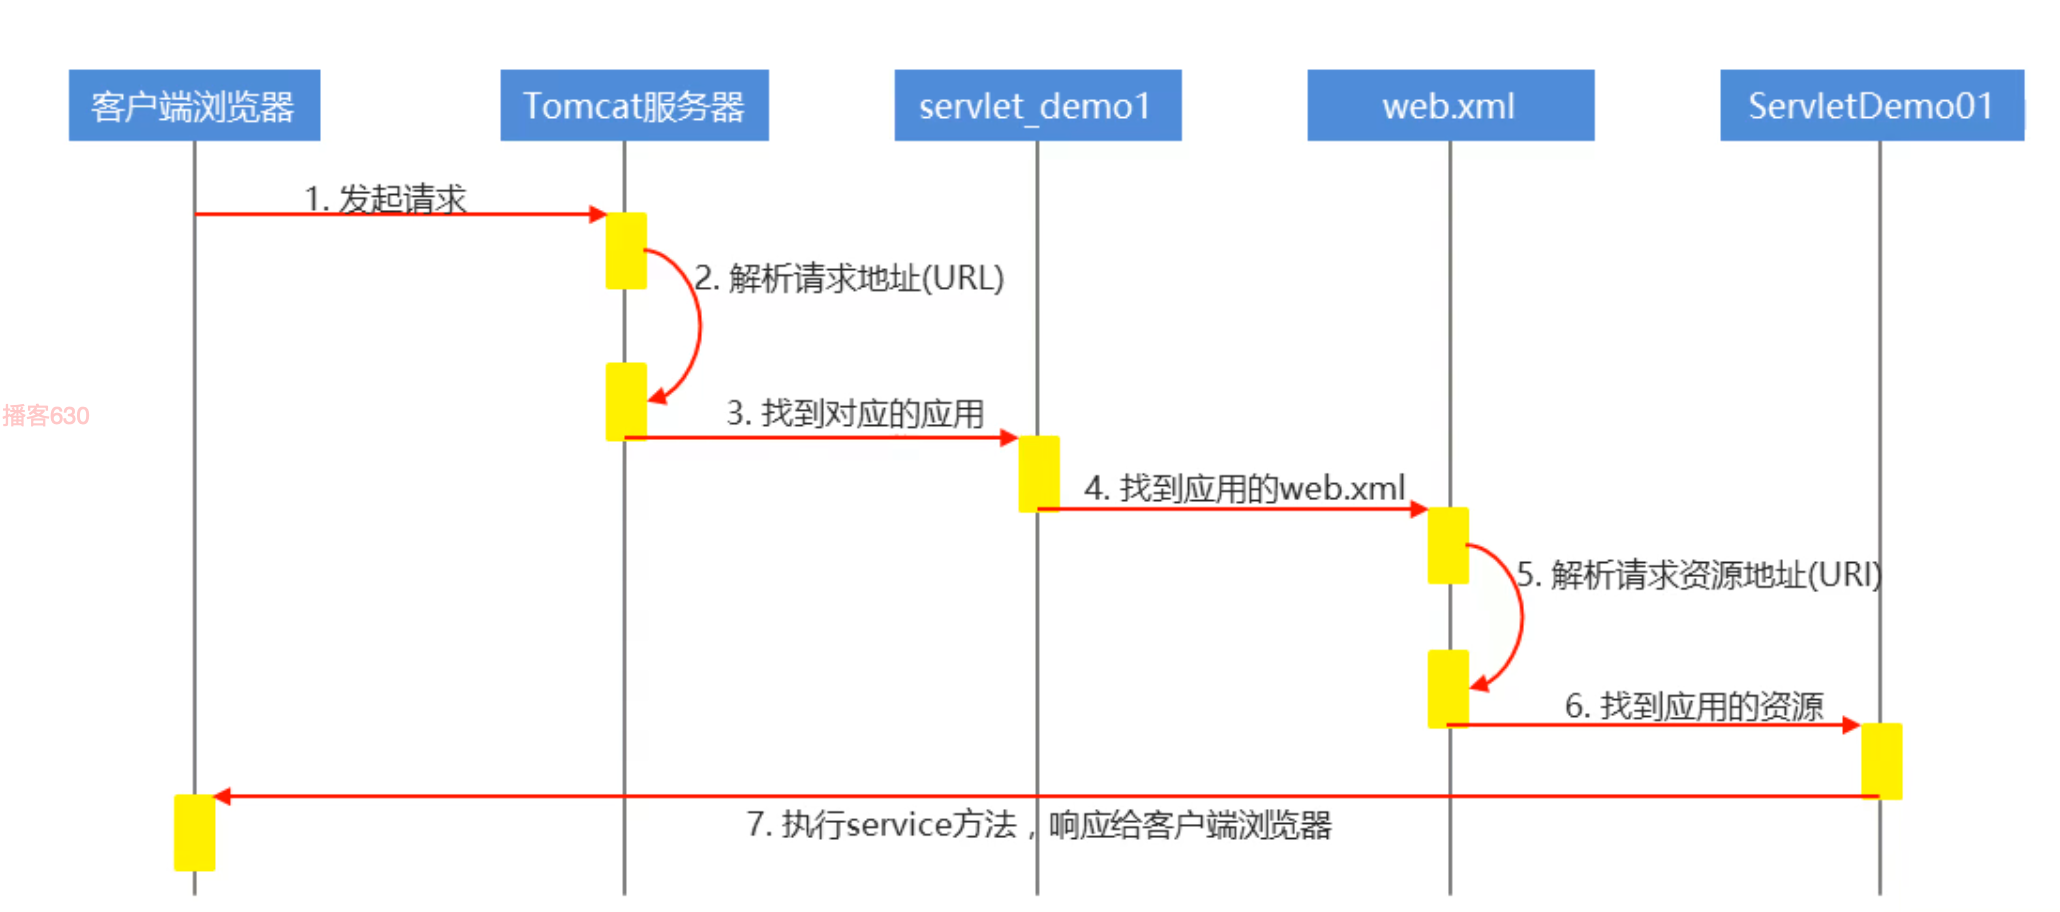 客户端浏览器
Tomcat服务器
servlet_demo1
web.xml
ServletDemo01
1. 发起请求
2. 解析请求地址(URL)
3. 找到对应的应用
播客630
4. 找到应用的web.xml
5. 解析请求资源地址(URI)
6. 找到应用的资源
7. 执行service方法，响应给客户端浏览器